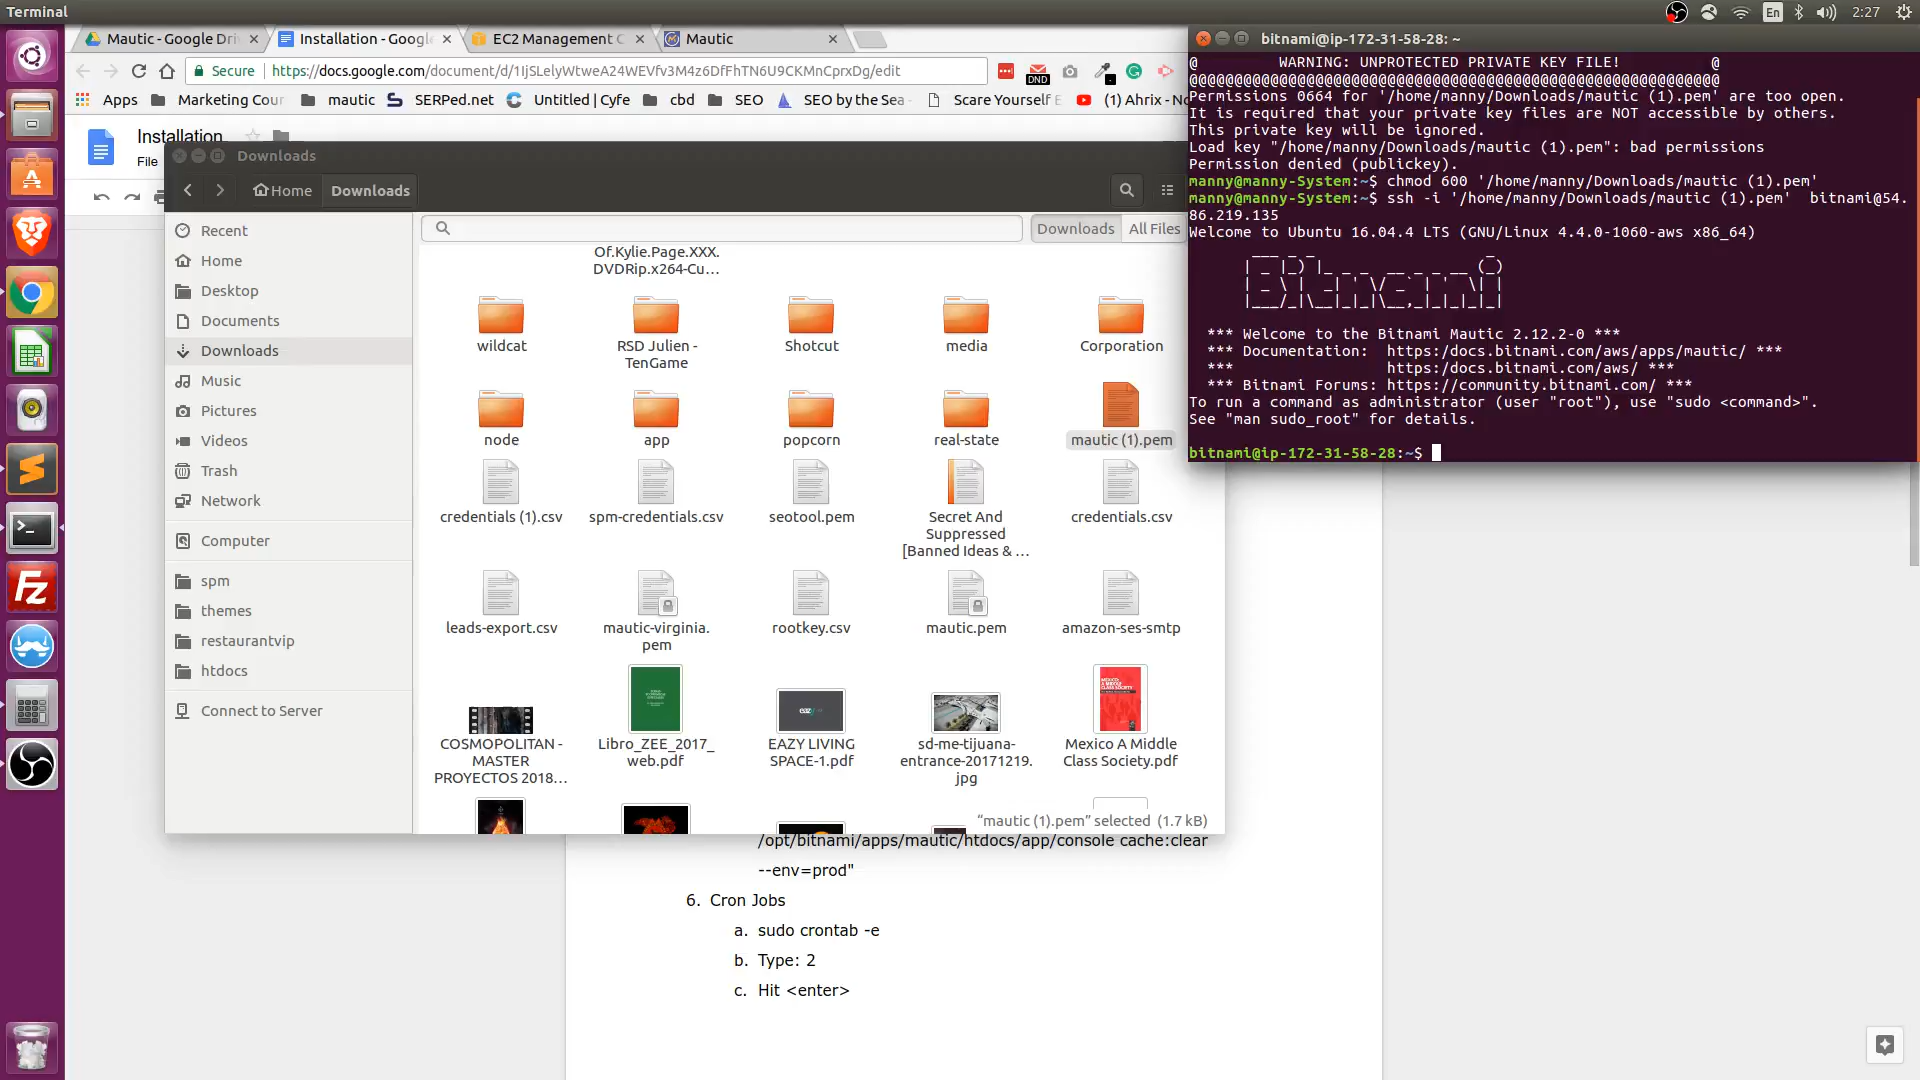 Terminal
En
2:27
Mautic - Google Dri
Installation - Googl
EC2 Management C
Mautic
Secure
https://docs.google.com/document/d/1IjSLelyWtweA24WEVfv3M4z6DfFhTN6U9CKMnCprxDg/edit
DND
Apps
Marketing Cour
mautic
SERPed.net
Untitled | Cyfe
cbd
SEO
SEO by the Sea
Scare Yourself E
(1) Ahrix - No
Installation
File
Downloads
Home
Downloads
Recent
Home
Desktop
Documents
Downloads
Music
Pictures
Videos
Trash
Network
Computer
spm
themes
restaurantvip
htdocs
Connect to Server
Downloads
All Files
Of.Kylie.Page.XXX.
DVDRip.x264-Cu...
wildcat
RSD Julien -
TenGame
Shotcut
media
Corporation
node
app
popcorn
real-state
mautic (1).pem
credentials (1).csv
spm-credentials.csv
seotool.pem
Secret And
Suppressed
[Banned Ideas & ...
credentials.csv
leads-export.csv
mautic-virginia.
pem
rootkey.csv
mautic.pem
amazon-ses-smtp
COSMOPOLITAN -
MASTER
PROYECTOS 2018...
Libro_ZEE_2017_
web.pdf
EAZY LIVING
SPACE-1.pdf
sd-me-tijuana-
entrance-20171219.
jpg
Mexico A Middle
Class Society.pdf
"mautic (1).pem" selected (1.7 kB)
/opt/bitnami/apps/mautic/htdocs/app/console cache:clear
--env=prod"
6. Cron Jobs
a. sudo crontab -e
b. Type: 2
c. Hit <enter>
bitnami@ip-172-31-58-28: ~
@ WARNING: UNPROTECTED PRIVATE KEY FILE! @
@@@@@@@@@@@@@@@@@@@@@@@@@@@@@@@@@@@@@@@@@@@@@@@@@@@@@@@@@@@
Permissions 0664 for '/home/manny/Downloads/mautic (1).pem' are too open.
It is required that your private key files are NOT accessible by others.
This private key will be ignored.
Load key "/home/manny/Downloads/mautic (1).pem": bad permissions
Permission denied (publickey).
manny@manny-System:~$ chmod 600 '/home/manny/Downloads/mautic (1).pem'
manny@manny-System:~$ ssh -i '/home/manny/Downloads/mautic (1).pem' bitnami@54.
86.219.135
Welcome to Ubuntu 16.04.4 LTS (GNU/Linux 4.4.0-1060-aws x86_64)
*** Welcome to the Bitnami Mautic 2.12.2-0 ***
*** Documentation: https:/docs.bitnami.com/aws/apps/mautic/ ***
*** https:/docs.bitnami.com/aws/ ***
*** Bitnami Forums: https://community.bitnami.com/ ***
To run a command as administrator (user "root"), use "sudo <command>".
See "man sudo_root" for details.
bitnami@ip-172-31-58-28:~$